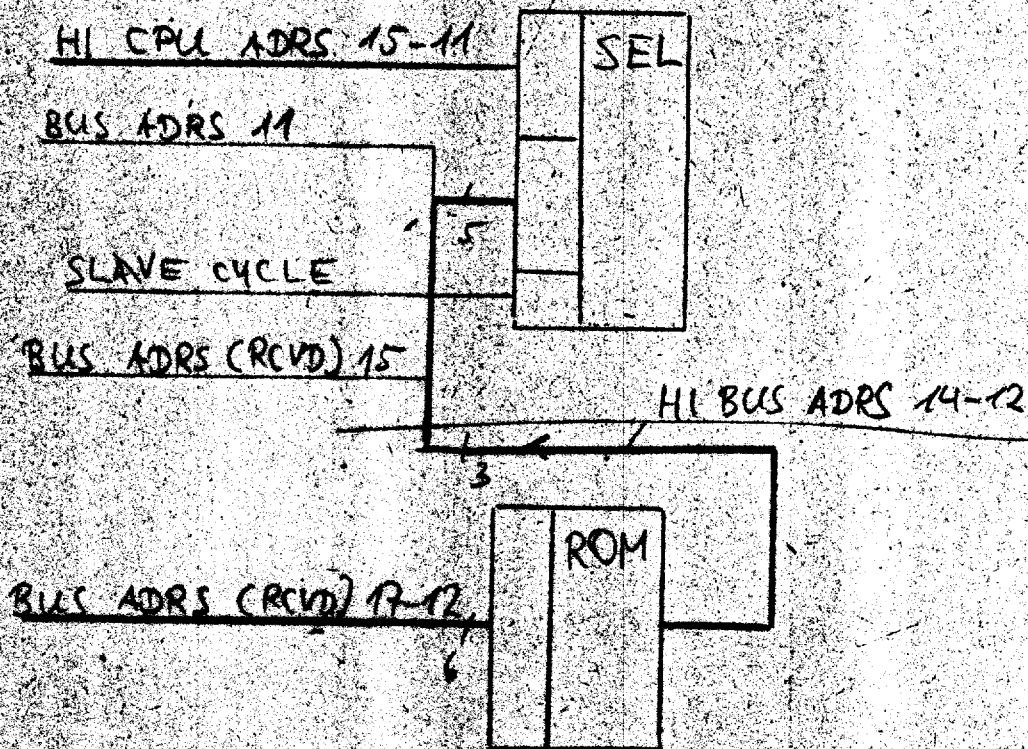 HI CPU ADRS 15-11
SEL
BUS ADRS 11
5
SLAVE CYCLE
BUS ADRS (RCVD) 15
HI BUS ADRS 14-12
3
ROM
BUS ADRS (RCVD) 17-12
6